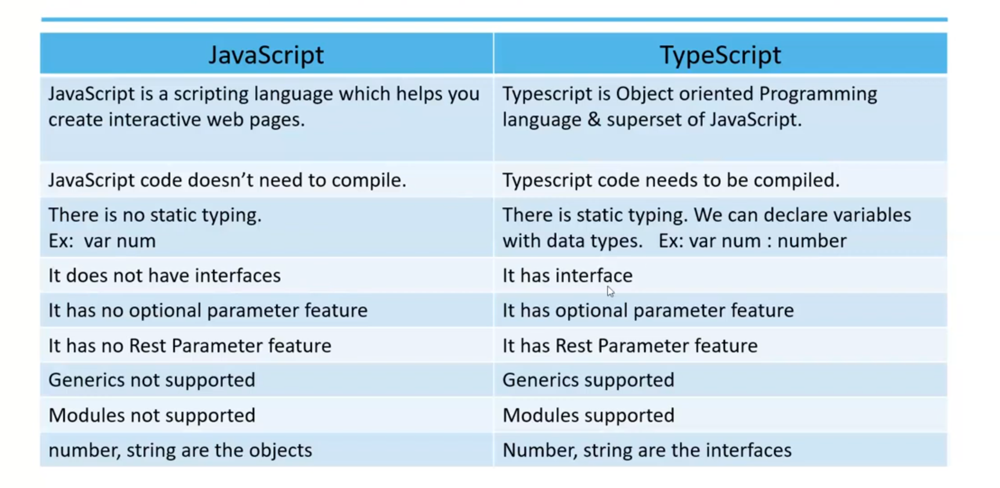 JavaScript
TypeScript
JavaScript is a scripting language which helps you
create interactive web pages.
Typescript is Object oriented Programming
language & superset of JavaScript.
JavaScript code doesn’t need to compile.
Typescript code needs to be compiled.
There is no static typing.
Ex:  var num
There is static typing. We can declare variables
with data types.   Ex: var num : number
It does not have interfaces
It has interface
It has no optional parameter feature
It has optional parameter feature
It has no Rest Parameter feature
It has Rest Parameter feature
Generics not supported
Generics supported
Modules not supported
Modules supported
number, string are the objects
Number, string are the interfaces